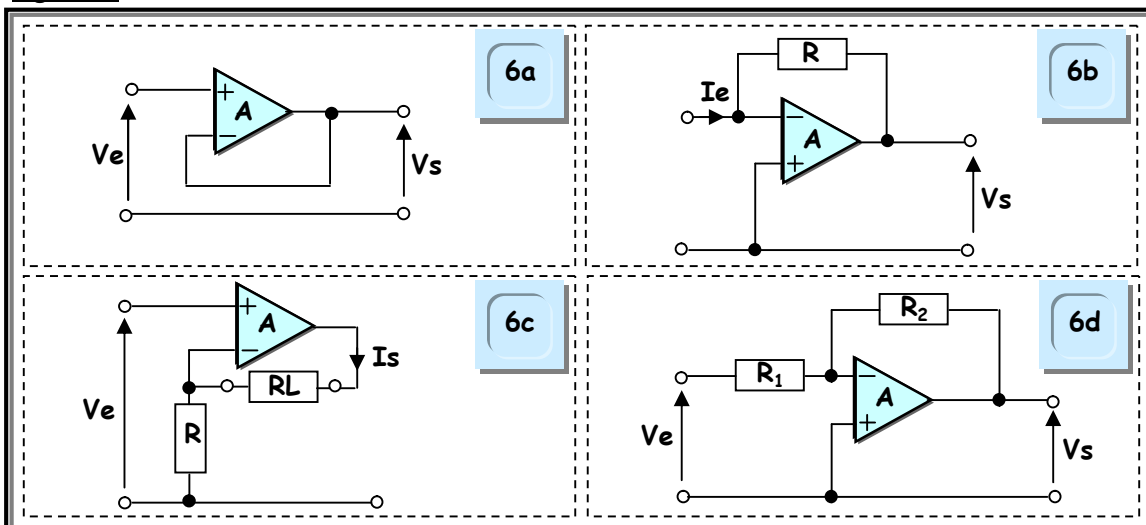 6a
+
A
−
Ve
Vs
6b
R
Ie
−
A
+
Vs
6c
+
A
−
Is
RL
Ve
R
6d
R₂
R₁
−
A
+
Ve
Vs